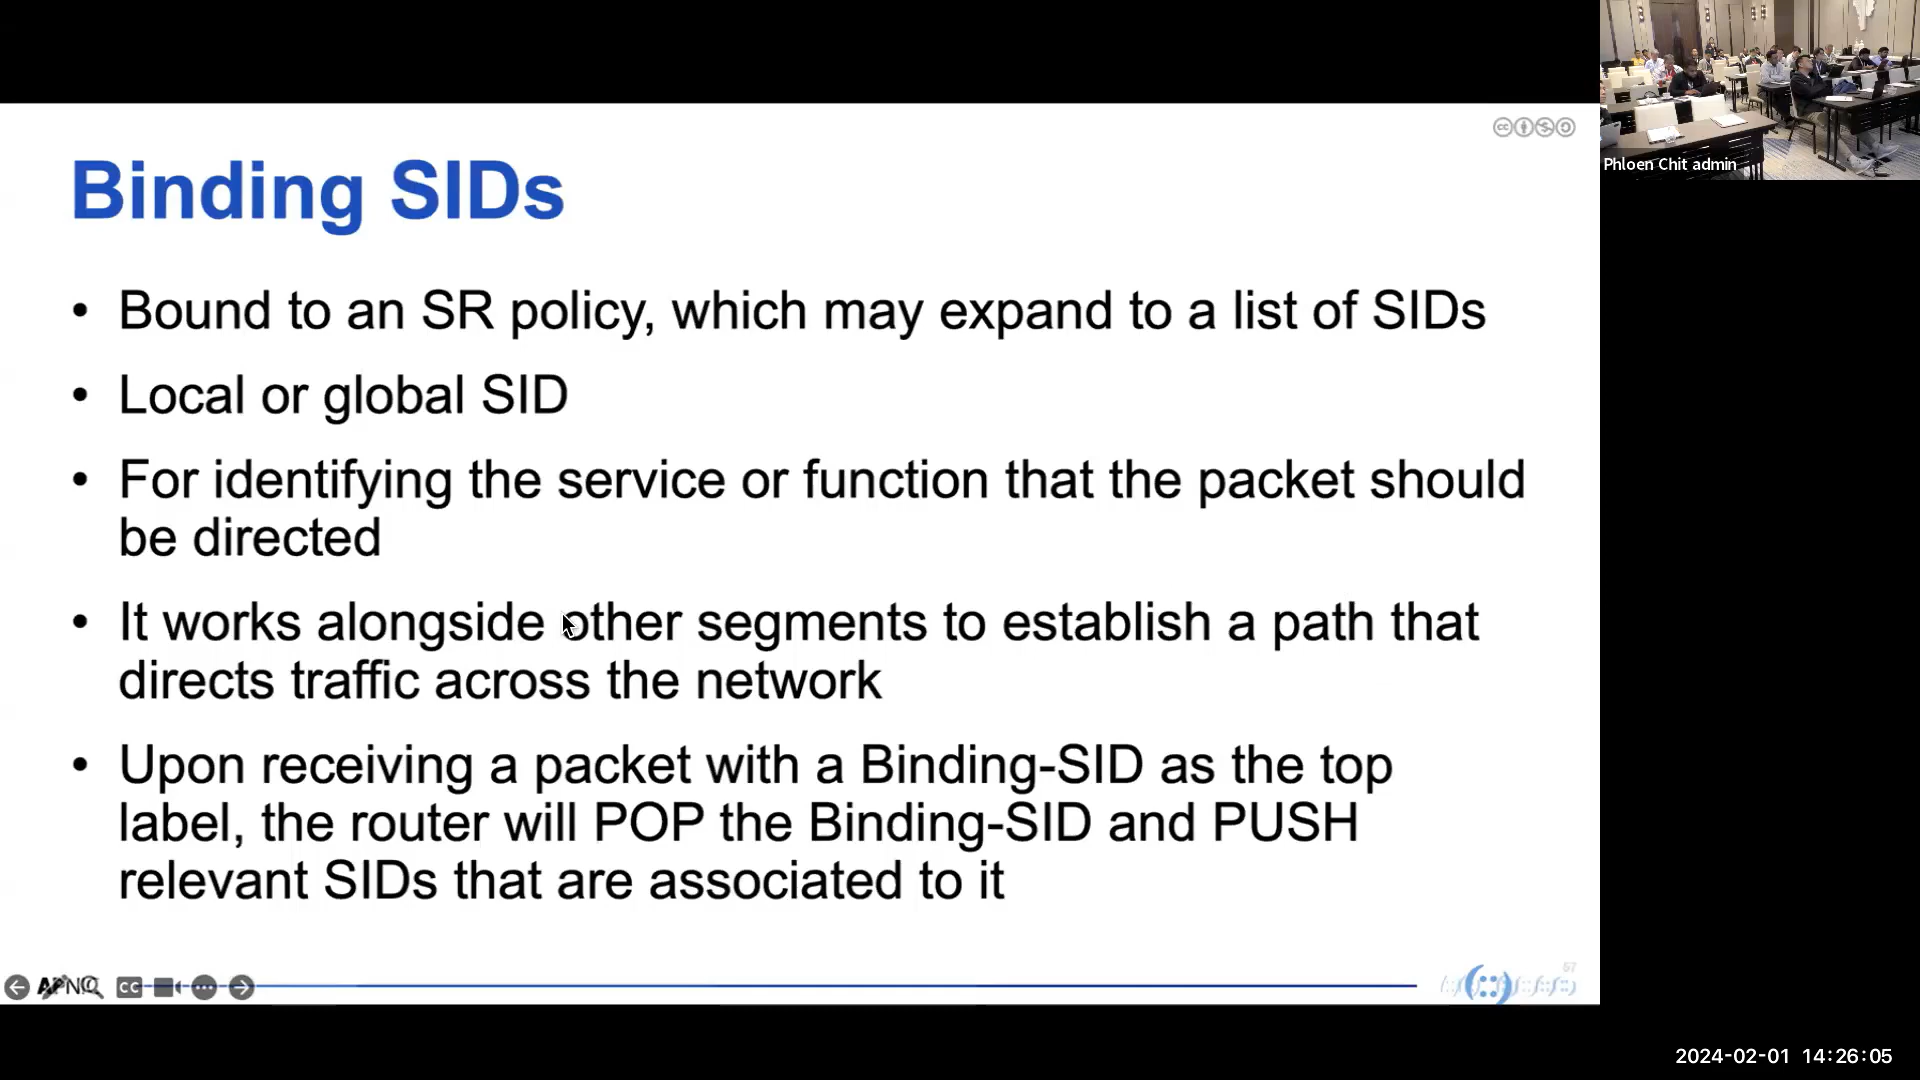 Binding SIDs
• Bound to an SR policy, which may expand to a list of SIDs
• Local or global SID
• For identifying the service or function that the packet should
be directed
• It works alongside other segments to establish a path that
directs traffic across the network
• Upon receiving a packet with a Binding-SID as the top
label, the router will POP the Binding-SID and PUSH
relevant SIDs that are associated to it
APNIC
CC
57
Phloen Chit admin
2024-02-01 14:26:05